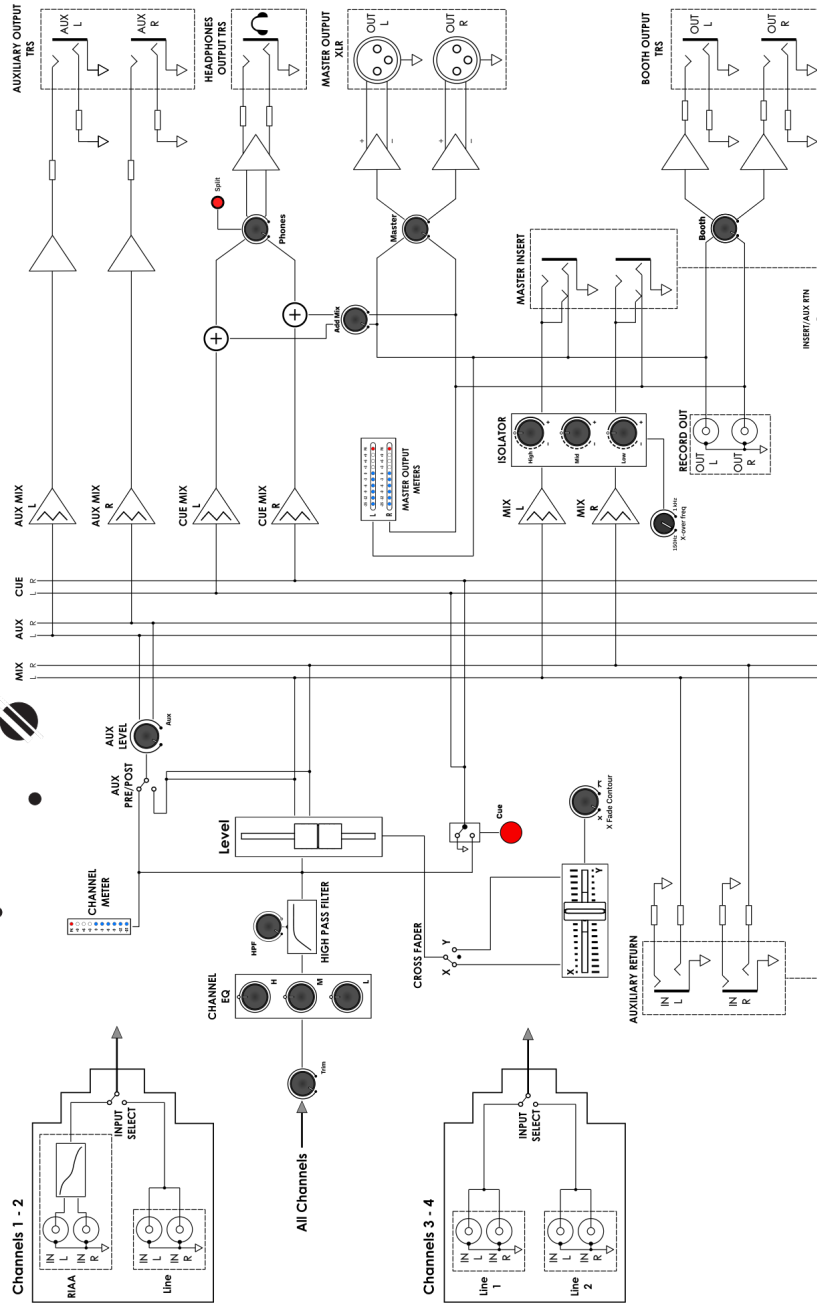 Channels 1 - 2
RIAA
IN
L
IN
R
Line
IN
L
IN
R
INPUT
SELECT
All Channels
Trim
CHANNEL
EQ
H
M
L
HPF
HIGH PASS FILTER
CHANNEL
METER
Level
AUX
PRE/POST
AUX
LEVEL
Aux
Channels 3 - 4
Line
1
IN
L
IN
R
Line
2
IN
L
IN
R
INPUT
SELECT
CROSS FADER
X
Y
X
Y
X Fade Contour
Cue
AUXILIARY RETURN
IN
L
IN
R
MIX
L
R
AUX
L
R
CUE
L
R
AUX MIX
L
AUX MIX
R
CUE MIX
L
CUE MIX
R
MASTER OUTPUT
METERS
L
R
MIX
L
MIX
R
150Hz
1 kHz
X-over freq
ISOLATOR
High
Mid
Low
RECORD OUT
OUT
L
OUT
R
Add Mix
Split
Phones
Master
MASTER INSERT
Booth
INSERT/AUX RTN
AUXILIARY OUTPUT
TRS
AUX
L
AUX
R
HEADPHONES
OUTPUT TRS
MASTER OUTPUT
XLR
OUT
L
OUT
R
BOOTH OUTPUT
TRS
OUT
L
OUT
R